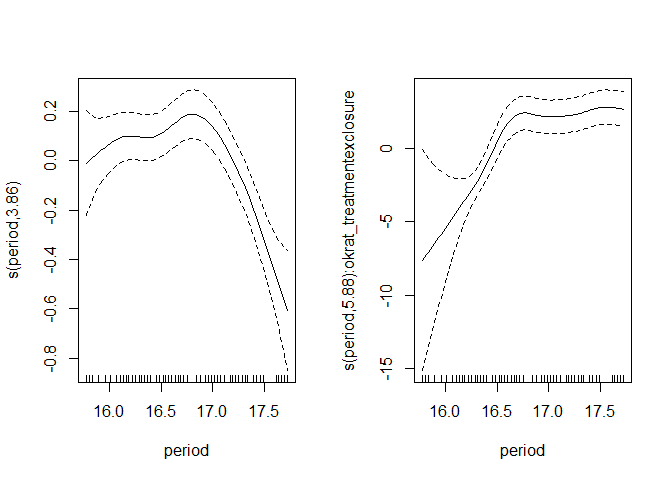 s(period,3.86)
0.2
0.0
-0.2
-0.4
-0.6
-0.8
16.0 16.5 17.0 17.5
period
s(period,5.88):okrat_treatmentexclosure
0
-5
-10
-15
16.0 16.5 17.0 17.5
period